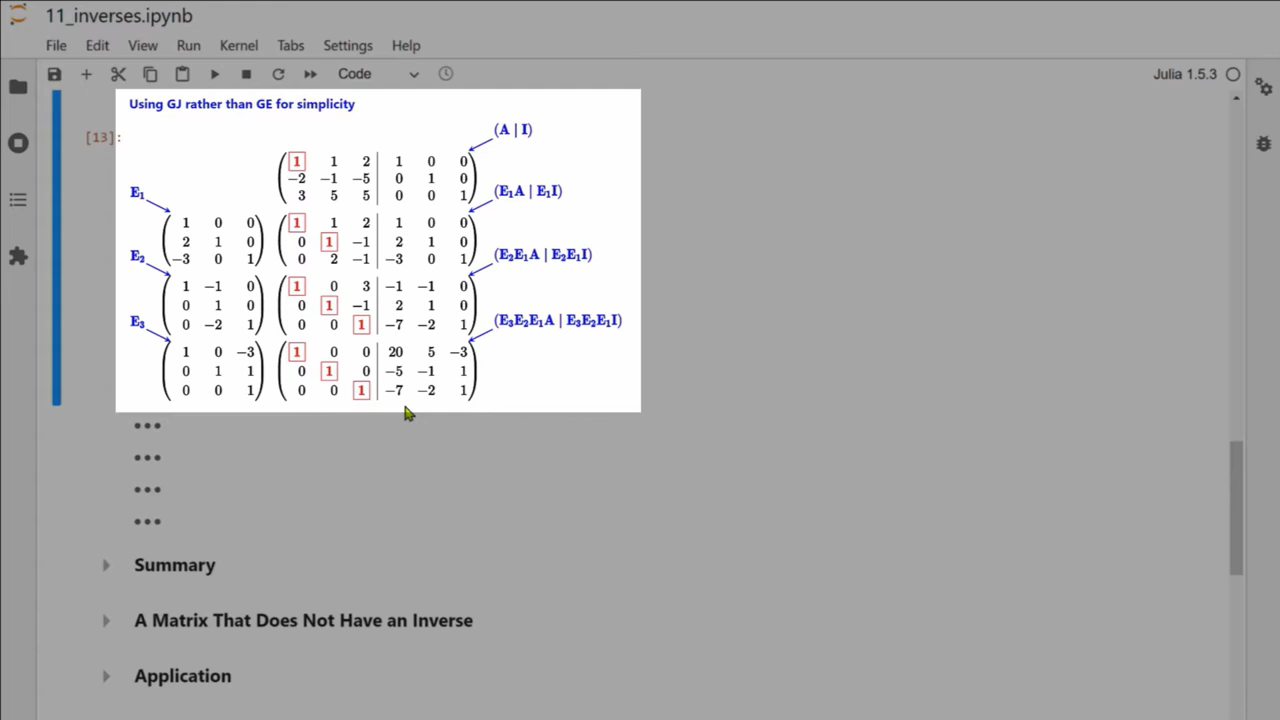 11_inverses.ipynb
File Edit View Run Kernel Tabs Settings Help
Code Julia 1.5.3
Using GJ rather than GE for simplicity
[13]:
(A | I)
1 1 2 | 1 0 0
−2 −1 −5 | 0 1 0
3 5 5 | 0 0 1
E₁ (E₁A | E₁I)
1 0 0 1 1 2 | 1 0 0
2 1 0 0 1 −1 | 2 1 0
−3 0 1 0 2 −1 | −3 0 1
E₂ (E₂E₁A | E₂E₁I)
1 −1 0 1 0 3 | −1 −1 0
0 1 0 0 1 −1 | 2 1 0
0 −2 1 0 0 1 | −7 −2 1
E₃ (E₃E₂E₁A | E₃E₂E₁I)
1 0 −3 1 0 0 | 20 5 −3
0 1 1 0 1 0 | −5 −1 1
0 0 1 0 0 1 | −7 −2 1
•••
•••
•••
•••
Summary
A Matrix That Does Not Have an Inverse
Application